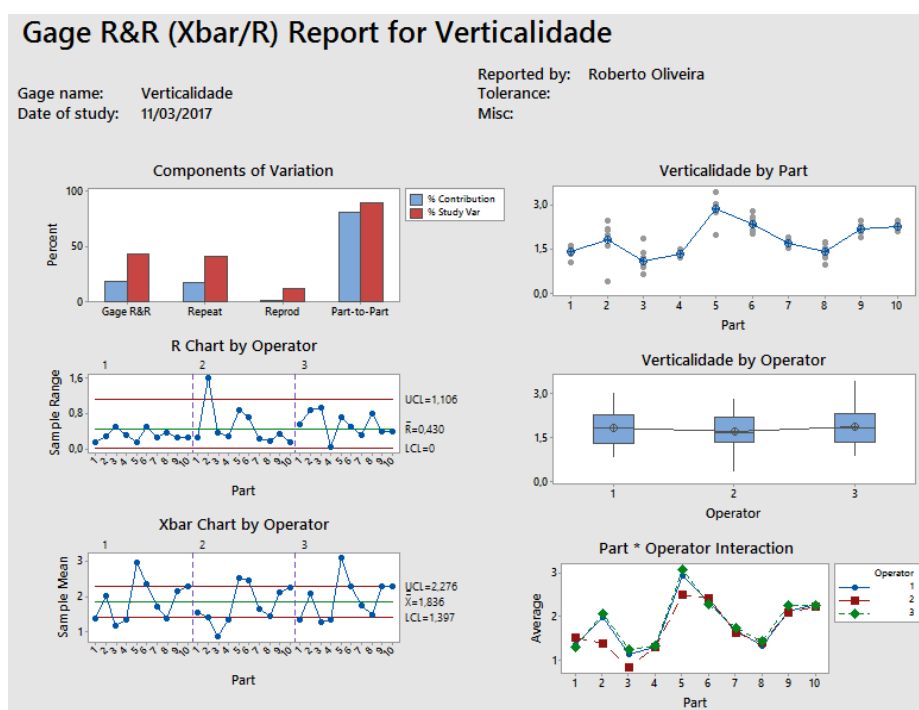 Gage R&R (Xbar/R) Report for Verticalidade
Gage name: Verticalidade
Date of study: 11/03/2017
Reported by: Roberto Oliveira
Tolerance:
Misc:
Components of Variation
100
50
0
Percent
Gage R&R Repeat Reprod Part-to-Part
% Contribution
% Study Var
R Chart by Operator
1 2 3
1,6
0,8
0,0
Sample Range
UCL=1,106
R=0,430
LCL=0
1 2 3 4 5 6 7 8 9 10 1 2 3 4 5 6 7 8 9 10 1 2 3 4 5 6 7 8 9 10
Part
Xbar Chart by Operator
1 2 3
3
2
1
Sample Mean
UCL=2,276
X=1,836
LCL=1,397
1 2 3 4 5 6 7 8 9 10 1 2 3 4 5 6 7 8 9 10 1 2 3 4 5 6 7 8 9 10
Part
Verticalidade by Part
3,0
1,5
0,0
1 2 3 4 5 6 7 8 9 10
Part
Verticalidade by Operator
3,0
1,5
0,0
1 2 3
Operator
Part * Operator Interaction
3
2
1
Average
1 2 3 4 5 6 7 8 9 10
Part
Operator
1
2
3